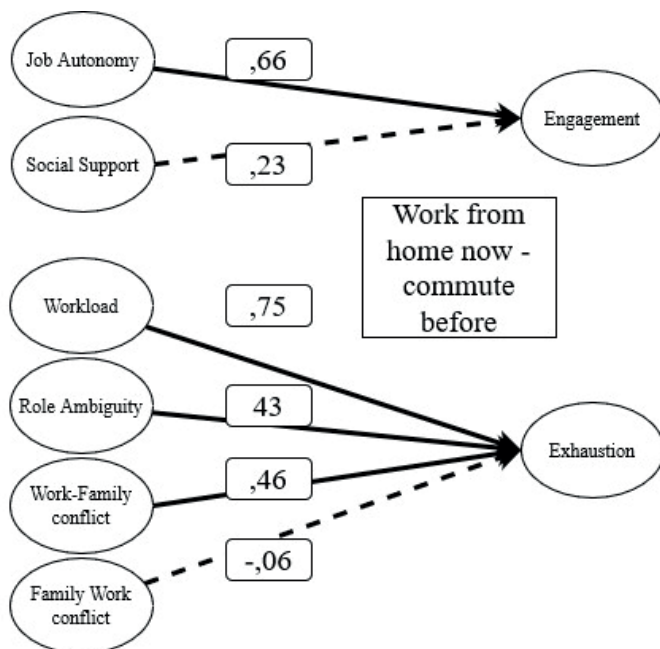 Job Autonomy
,66
Engagement
Social Support
,23
Work from
home now -
commute
before
Workload
,75
Role Ambiguity
43
Exhaustion
Work-Family
conflict
,46
-,06
Family Work
conflict